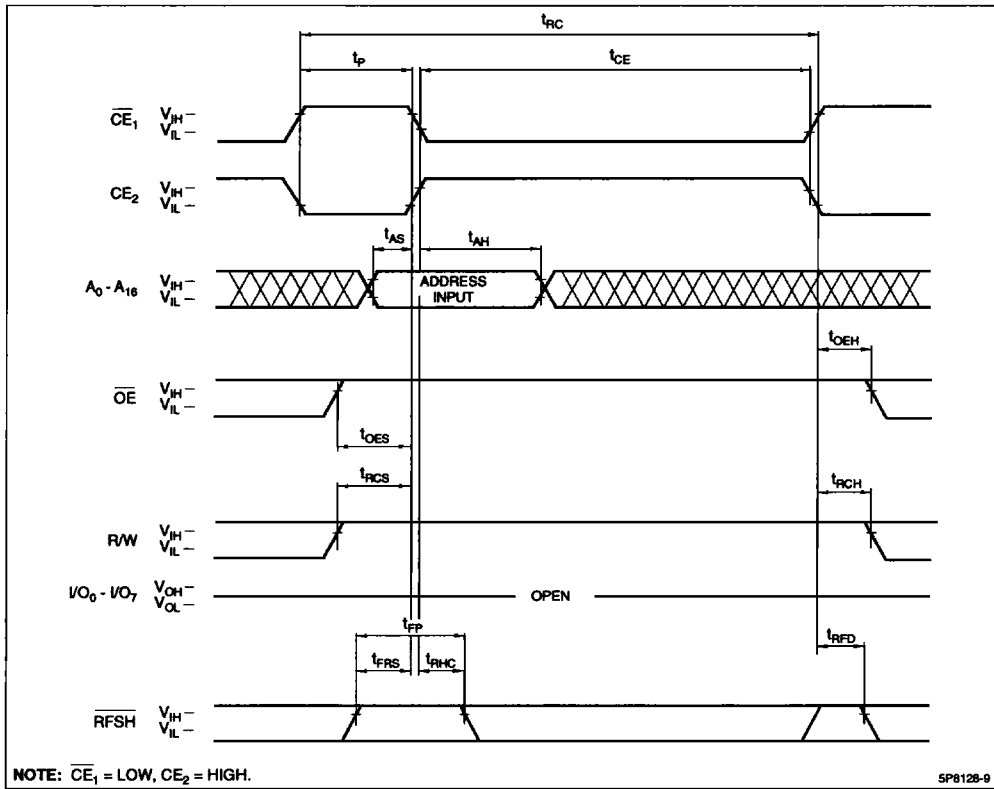 tRC
tP
tCE
CE1 VIH
VIL
CE2 VIH
VIL
tAS
tAH
A0 - A16 VIH
VIL
ADDRESS
INPUT
tOEH
OE VIH
VIL
tOES
tRCS
tRCH
R/W VIH
VIL
I/O0 - I/O7 VOH
VOL
OPEN
tFP
tFRS
tRHC
tRFD
RFSH VIH
VIL
NOTE: CE1 = LOW, CE2 = HIGH.
5P8128-9